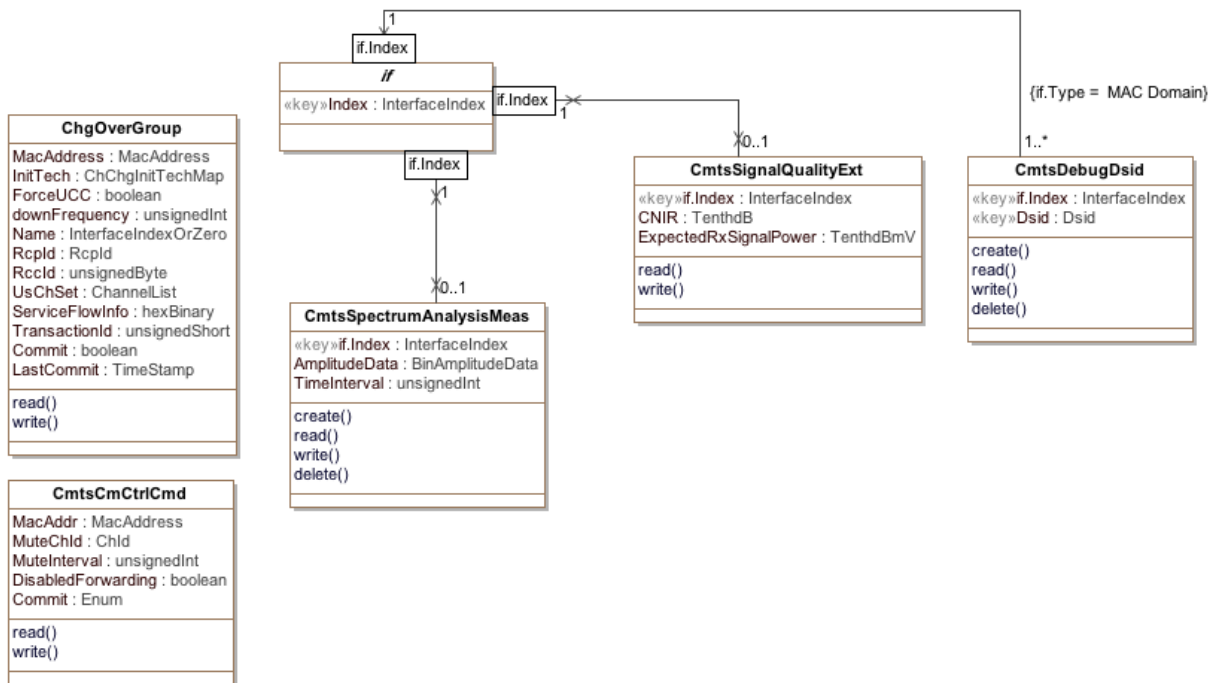 1
if.Index
if
«key»Index : InterfaceIndex
if.Index
1
{if.Type = MAC Domain}
if.Index
1
0..1
1..*
0..1
ChgOverGroup
MacAddress : MacAddress
InitTech : ChChgInitTechMap
ForceUCC : boolean
downFrequency : unsignedInt
Name : InterfaceIndexOrZero
RcpId : RcpId
RccId : unsignedByte
UsChSet : ChannelList
ServiceFlowInfo : hexBinary
TransactionId : unsignedShort
Commit : boolean
LastCommit : TimeStamp
read()
write()
CmtsSignalQualityExt
«key»if.Index : InterfaceIndex
CNIR : TenthdB
ExpectedRxSignalPower : TenthdBmV
read()
write()
CmtsDebugDsid
«key»if.Index : InterfaceIndex
«key»Dsid : Dsid
create()
read()
write()
delete()
CmtsSpectrumAnalysisMeas
«key»if.Index : InterfaceIndex
AmplitudeData : BinAmplitudeData
TimeInterval : unsignedInt
create()
read()
write()
delete()
CmtsCmCtrlCmd
MacAddr : MacAddress
MuteChId : ChId
MuteInterval : unsignedInt
DisabledForwarding : boolean
Commit : Enum
read()
write()